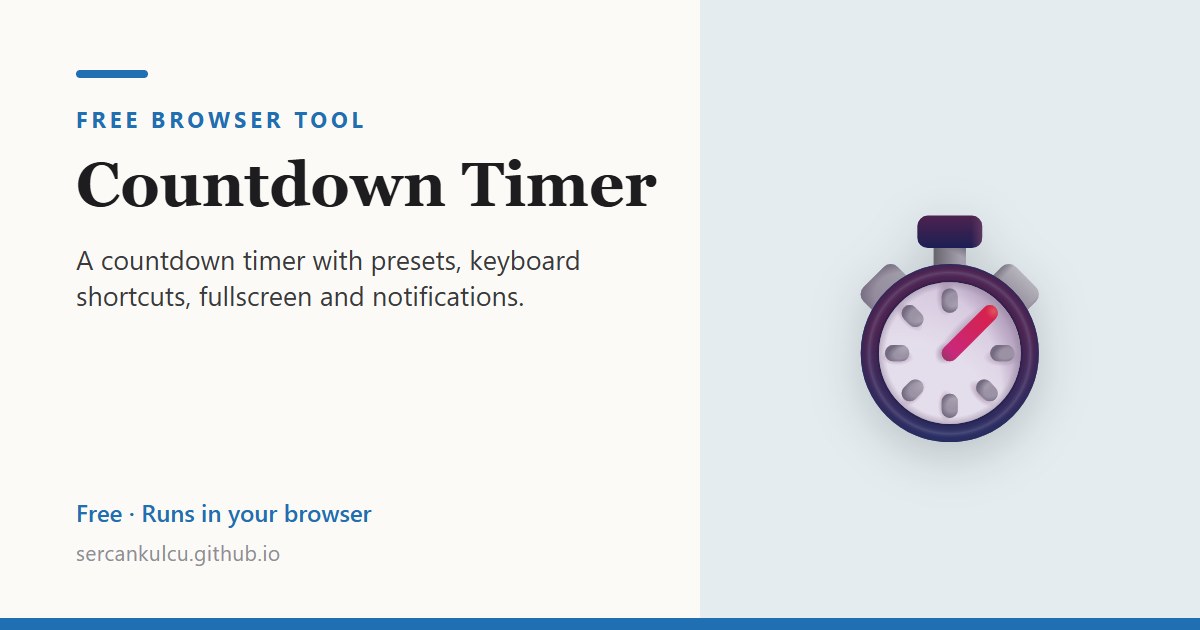 FREE BROWSER TOOL
Countdown Timer
A countdown timer with presets, keyboard
shortcuts, fullscreen and notifications.
Free · Runs in your browser
sercankulcu.github.io